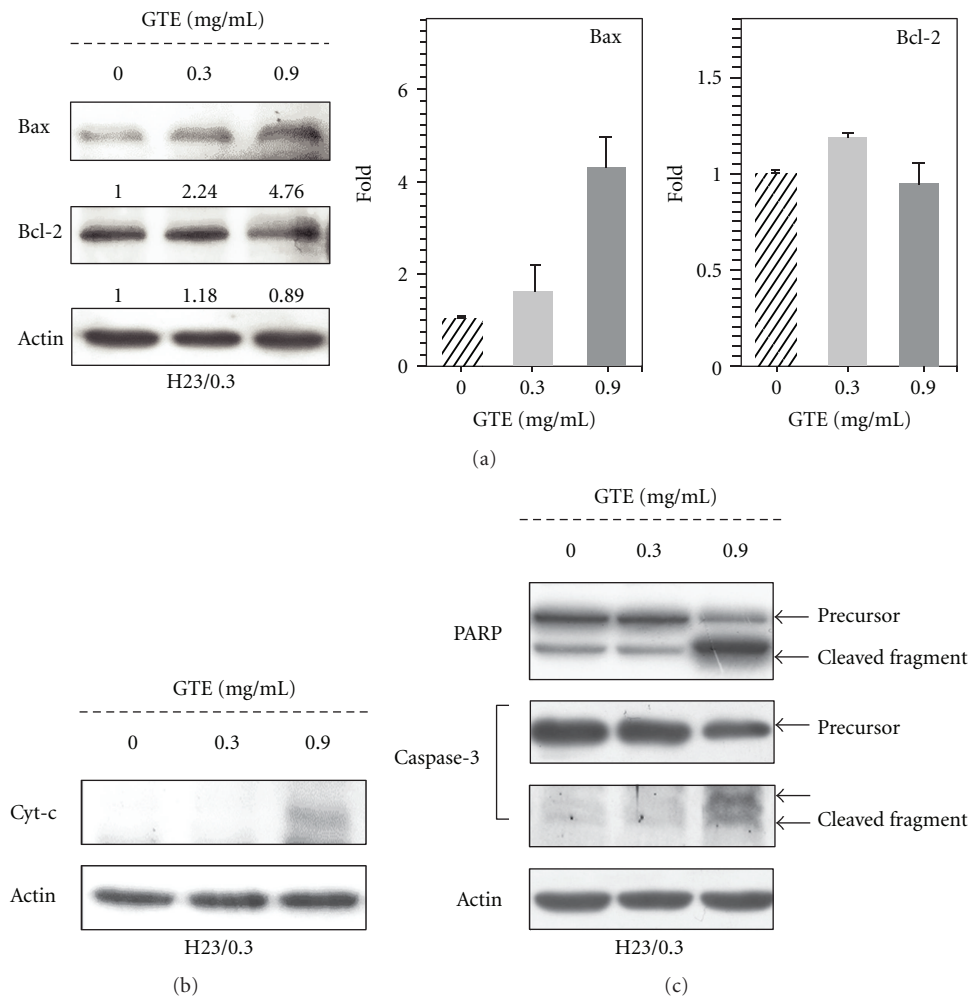 GTE (mg/mL)
0 0.3 0.9
Bax
1 2.24 4.76
Bcl-2
1 1.18 0.89
Actin
H23/0.3
Bax
6
4
2
0
Fold
0 0.3 0.9
GTE (mg/mL)
Bcl-2
1.5
1
0.5
0
Fold
0 0.3 0.9
GTE (mg/mL)
(a)
GTE (mg/mL)
0 0.3 0.9
Cyt-c
Actin
H23/0.3
(b)
GTE (mg/mL)
0 0.3 0.9
PARP
Precursor
Cleaved fragment
Caspase-3
Precursor
Cleaved fragment
Actin
H23/0.3
(c)